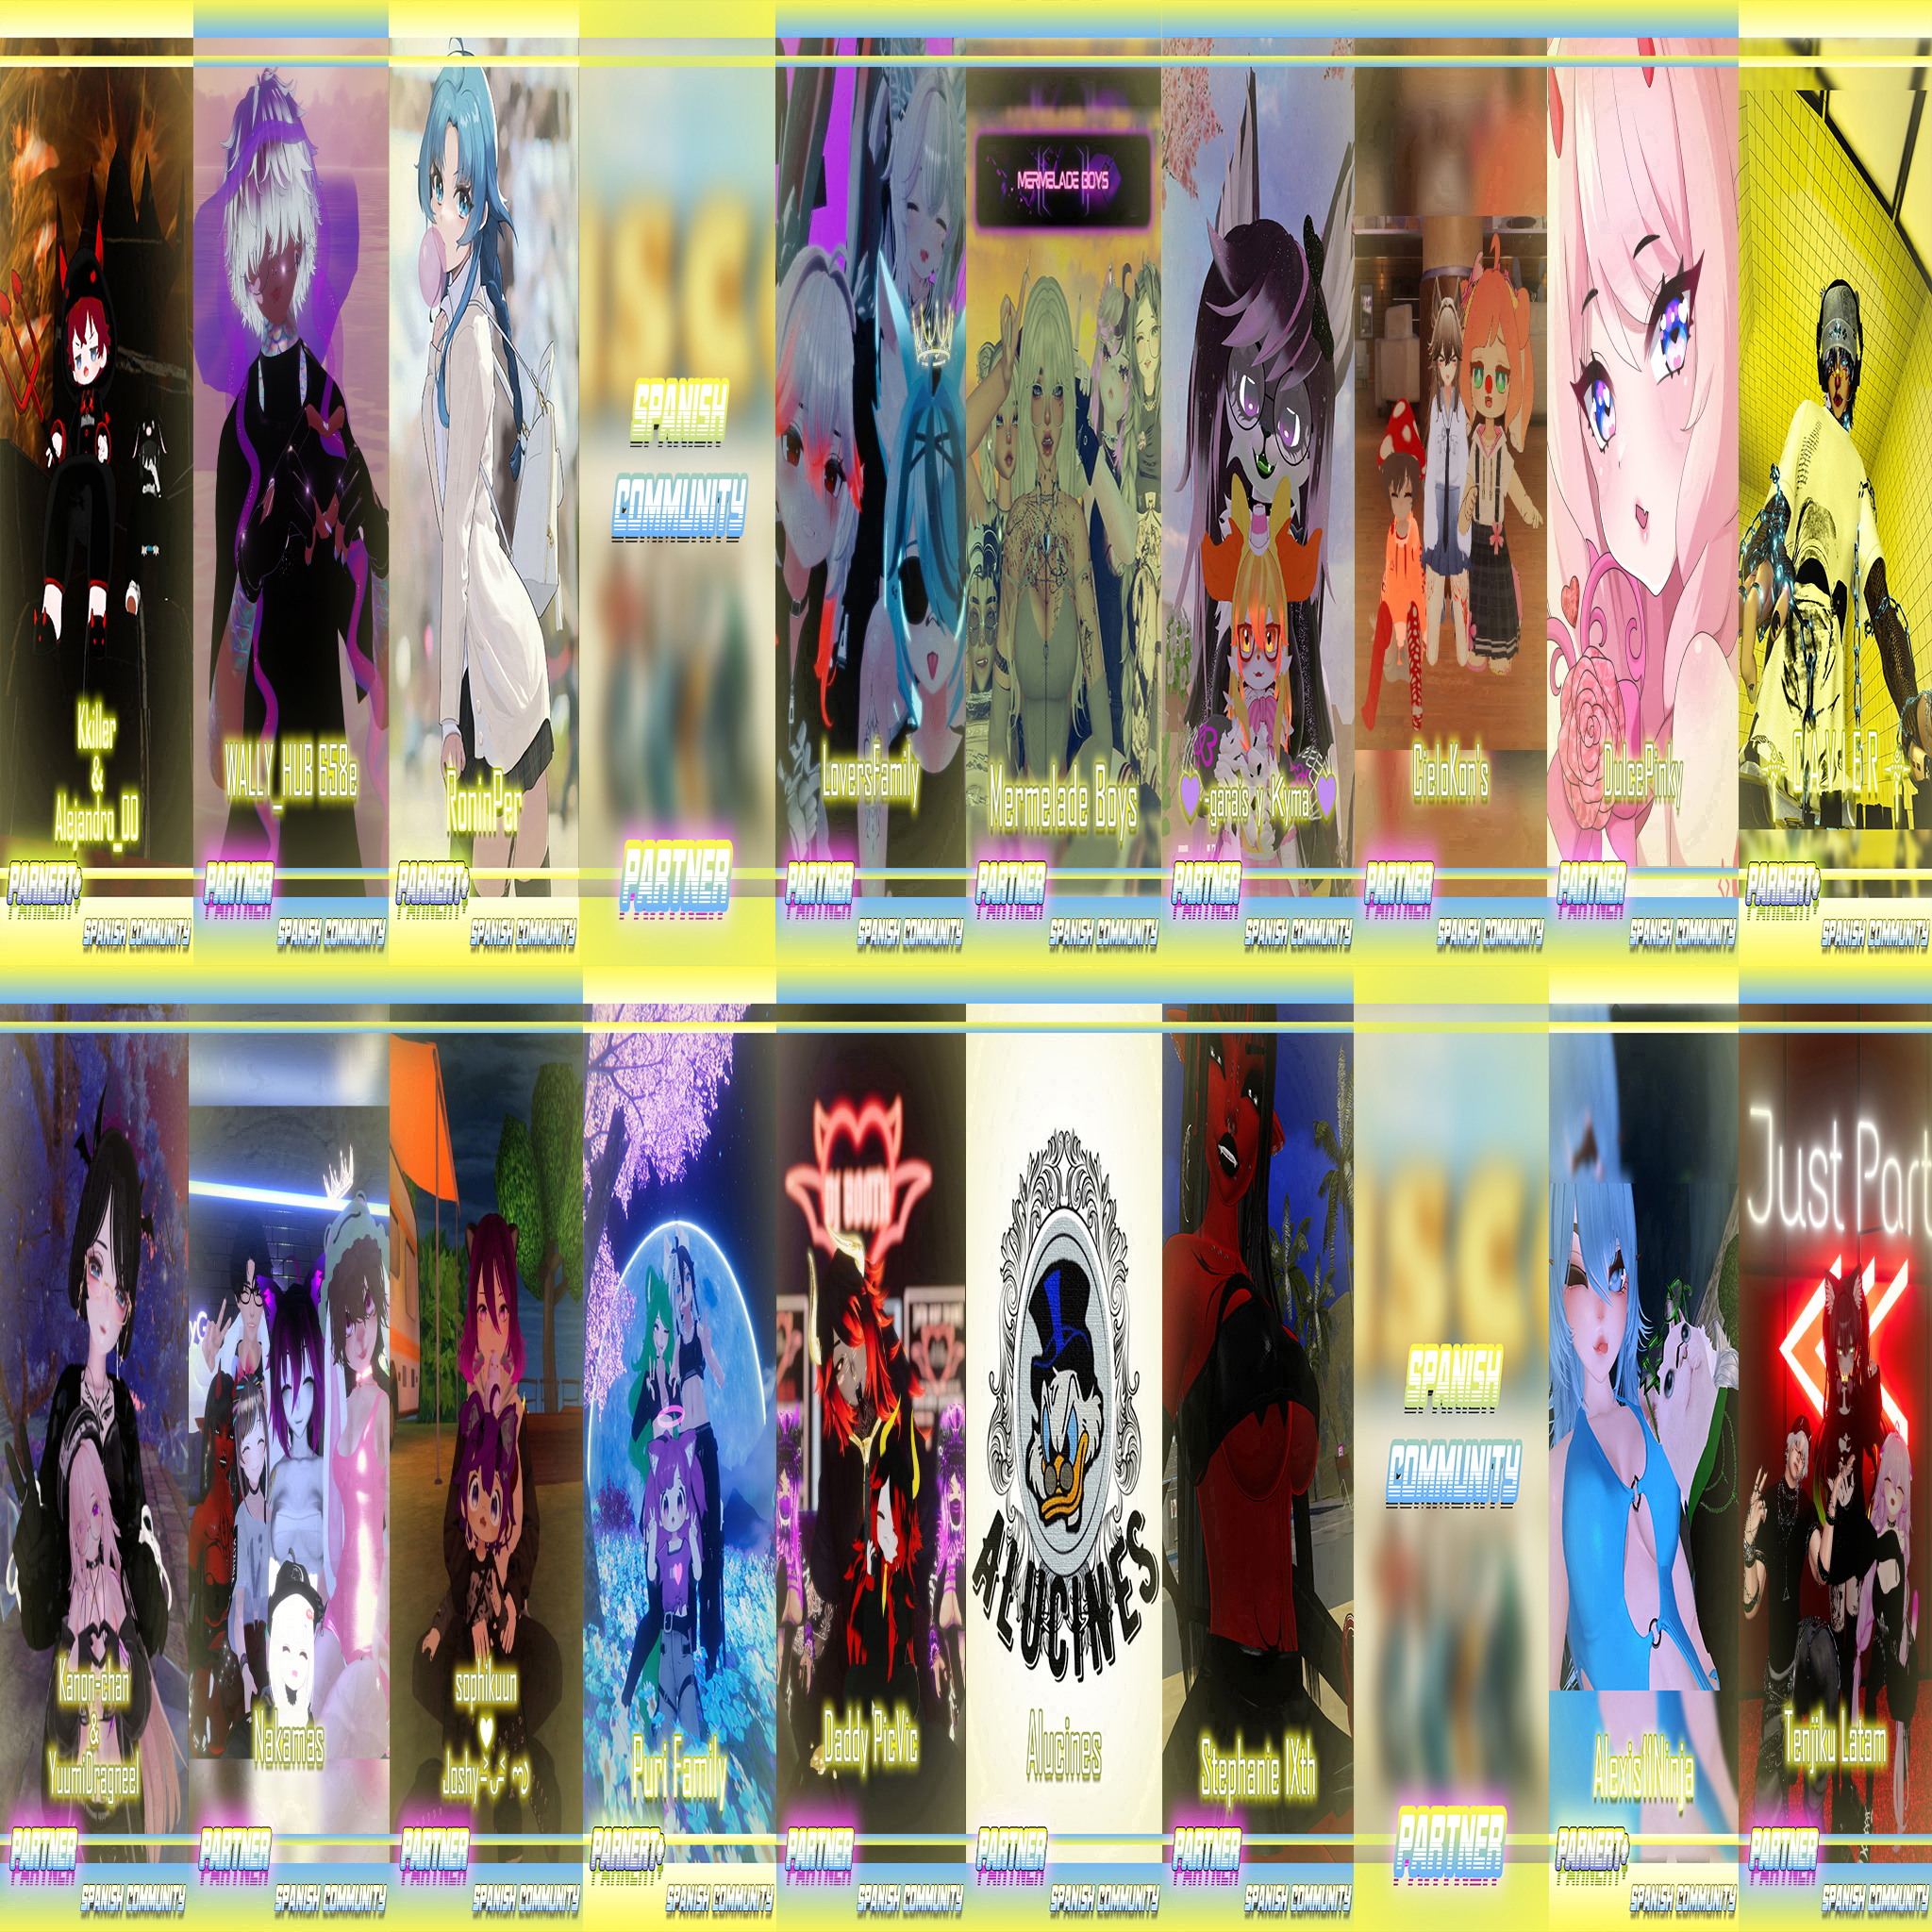 Kkiller
&
Alejandro_00
PARNERT+
SPANISH COMMUNITY
WALLY_HUB 658e
PARTNER
SPANISH COMMUNITY
RoninPer
PARNERT+
SPANISH COMMUNITY
SPANISH
COMMUNITY
PARTNER
LoversFamily
PARTNER
SPANISH COMMUNITY
MERMELADE BOYS
Mermelade Boys
PARTNER
SPANISH COMMUNITY
Kyma
PARTNER
SPANISH COMMUNITY
CieloKon's
PARTNER
SPANISH COMMUNITY
DulcePinky
PARTNER
SPANISH COMMUNITY
PARNERT+
SPANISH COMMUNITY
Kanon-chan
&
YuumiDragneel
PARTNER
SPANISH COMMUNITY
Nakamas
PARTNER
SPANISH COMMUNITY
sophikuun
♥
Joshy
PARTNER
SPANISH COMMUNITY
Puri Family
PARNERT+
SPANISH COMMUNITY
DJ BOOTH
Daddy PicVic
PARTNER
SPANISH COMMUNITY
ALUCINES
Alucines
PARTNER
SPANISH COMMUNITY
Stephanie IXth
PARTNER
SPANISH COMMUNITY
SPANISH
COMMUNITY
PARTNER
AlexisIINinja
PARNERT+
SPANISH COMMUNITY
Just Part
Tenjiku Latam
PARTNER
SPANISH COMMUNITY